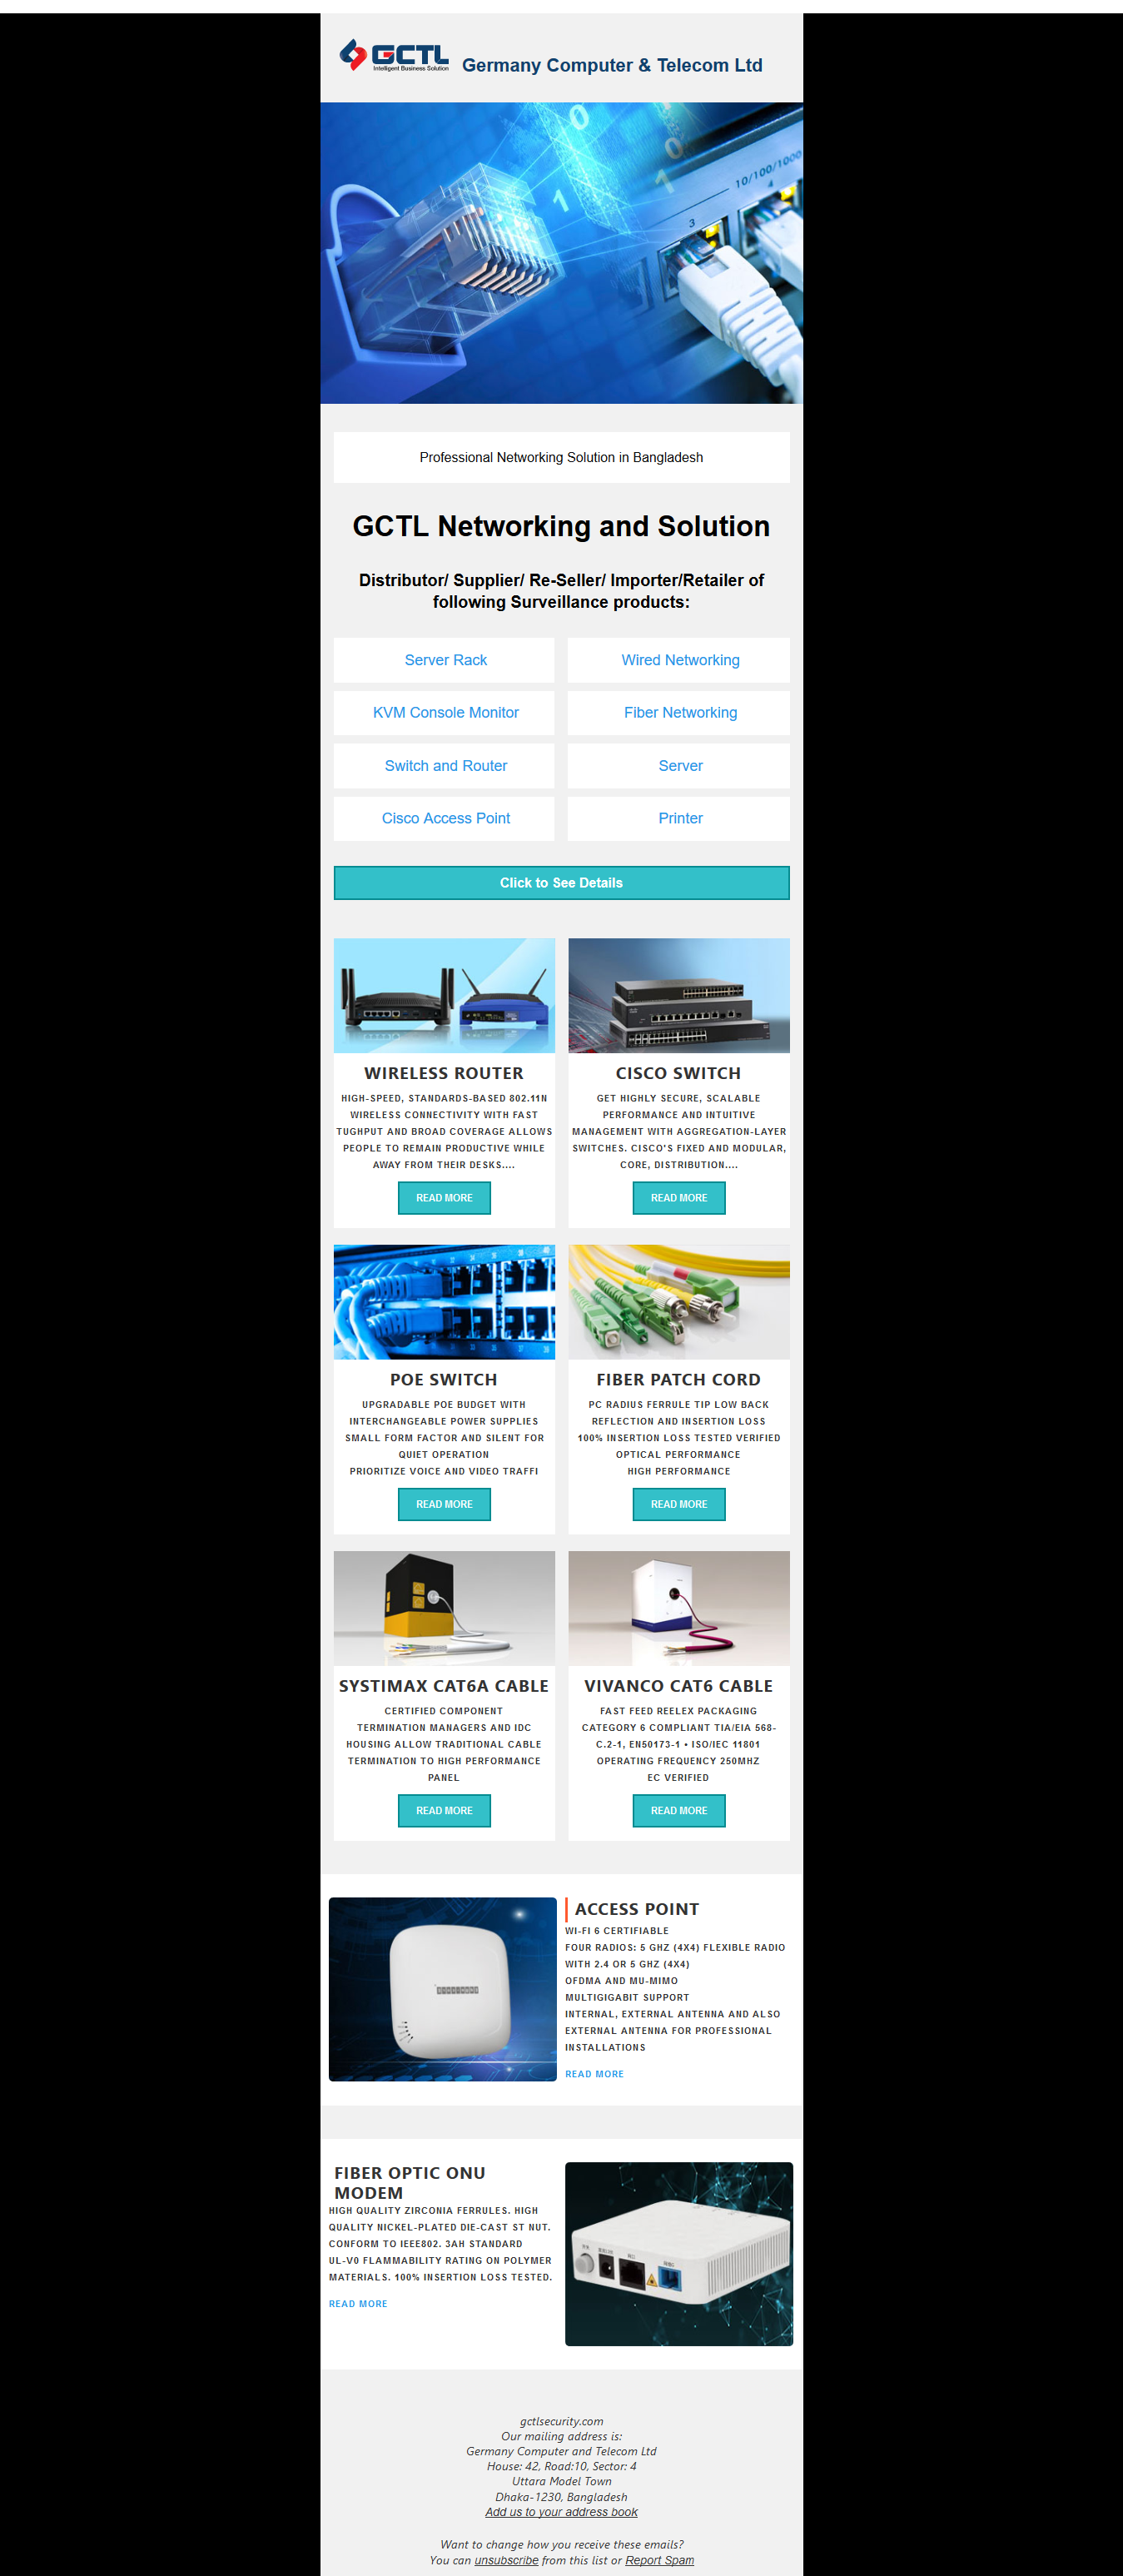 GCTL
Intelligent Business Solution
Germany Computer & Telecom Ltd
0
0
1
1
10/100/1000
3
4
Professional Networking Solution in Bangladesh
GCTL Networking and Solution
Distributor/ Supplier/ Re-Seller/ Importer/Retailer of
following Surveillance products:
Server Rack
Wired Networking
KVM Console Monitor
Fiber Networking
Switch and Router
Server
Cisco Access Point
Printer
Click to See Details
WIRELESS ROUTER
HIGH-SPEED, STANDARDS-BASED 802.11N
WIRELESS CONNECTIVITY WITH FAST
TUGHPUT AND BROAD COVERAGE ALLOWS
PEOPLE TO REMAIN PRODUCTIVE WHILE
AWAY FROM THEIR DESKS....
READ MORE
CISCO SWITCH
GET HIGHLY SECURE, SCALABLE
PERFORMANCE AND INTUITIVE
MANAGEMENT WITH AGGREGATION-LAYER
SWITCHES. CISCO'S FIXED AND MODULAR,
CORE, DISTRIBUTION....
READ MORE
POE SWITCH
UPGRADABLE POE BUDGET WITH
INTERCHANGEABLE POWER SUPPLIES
SMALL FORM FACTOR AND SILENT FOR
QUIET OPERATION
PRIORITIZE VOICE AND VIDEO TRAFFI
READ MORE
FIBER PATCH CORD
PC RADIUS FERRULE TIP LOW BACK
REFLECTION AND INSERTION LOSS
100% INSERTION LOSS TESTED VERIFIED
OPTICAL PERFORMANCE
HIGH PERFORMANCE
READ MORE
SYSTIMAX CAT6A CABLE
CERTIFIED COMPONENT
TERMINATION MANAGERS AND IDC
HOUSING ALLOW TRADITIONAL CABLE
TERMINATION TO HIGH PERFORMANCE
PANEL
READ MORE
VIVANCO CAT6 CABLE
FAST FEED REELEX PACKAGING
CATEGORY 6 COMPLIANT TIA/EIA 568-
C.2-1, EN50173-1 • ISO/IEC 11801
OPERATING FREQUENCY 250MHZ
EC VERIFIED
READ MORE
ACCESS POINT
WI-FI 6 CERTIFIABLE
FOUR RADIOS: 5 GHZ (4X4) FLEXIBLE RADIO
WITH 2.4 OR 5 GHZ (4X4)
OFDMA AND MU-MIMO
MULTIGIGABIT SUPPORT
INTERNAL, EXTERNAL ANTENNA AND ALSO
EXTERNAL ANTENNA FOR PROFESSIONAL
INSTALLATIONS
READ MORE
FIBER OPTIC ONU
MODEM
HIGH QUALITY ZIRCONIA FERRULES. HIGH
QUALITY NICKEL-PLATED DIE-CAST ST NUT.
CONFORM TO IEEE802. 3AH STANDARD
UL-V0 FLAMMABILITY RATING ON POLYMER
MATERIALS. 100% INSERTION LOSS TESTED.
READ MORE
gctlsecurity.com
Our mailing address is:
Germany Computer and Telecom Ltd
House: 42, Road:10, Sector: 4
Uttara Model Town
Dhaka-1230, Bangladesh
Add us to your address book
Want to change how you receive these emails?
You can unsubscribe from this list or Report Spam